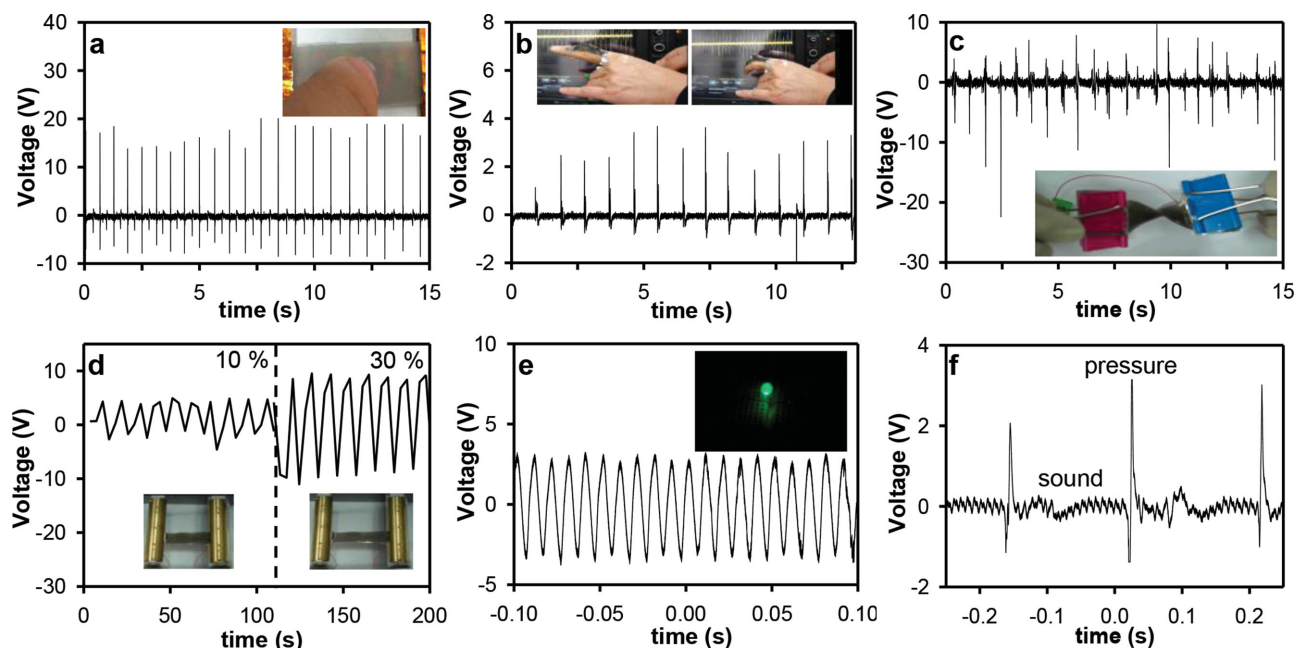 a
40
30
20
10
0
-10
Voltage (V)
0 5 10 15
time (s)
b
8
6
4
2
0
-2
Voltage (V)
0 5 10
time (s)
c
10
0
-10
-20
-30
Voltage (V)
0 5 10 15
time (s)
d
10 % 30 %
15
10
0
-10
-20
-30
Voltage (V)
0 50 100 150 200
time (s)
e
10
5
0
-5
Voltage (V)
-0.10 -0.05 0.00 0.05 0.10
time (s)
f
pressure
sound
4
2
0
-2
Voltage (V)
-0.2 -0.1 0.0 0.1 0.2
time (s)